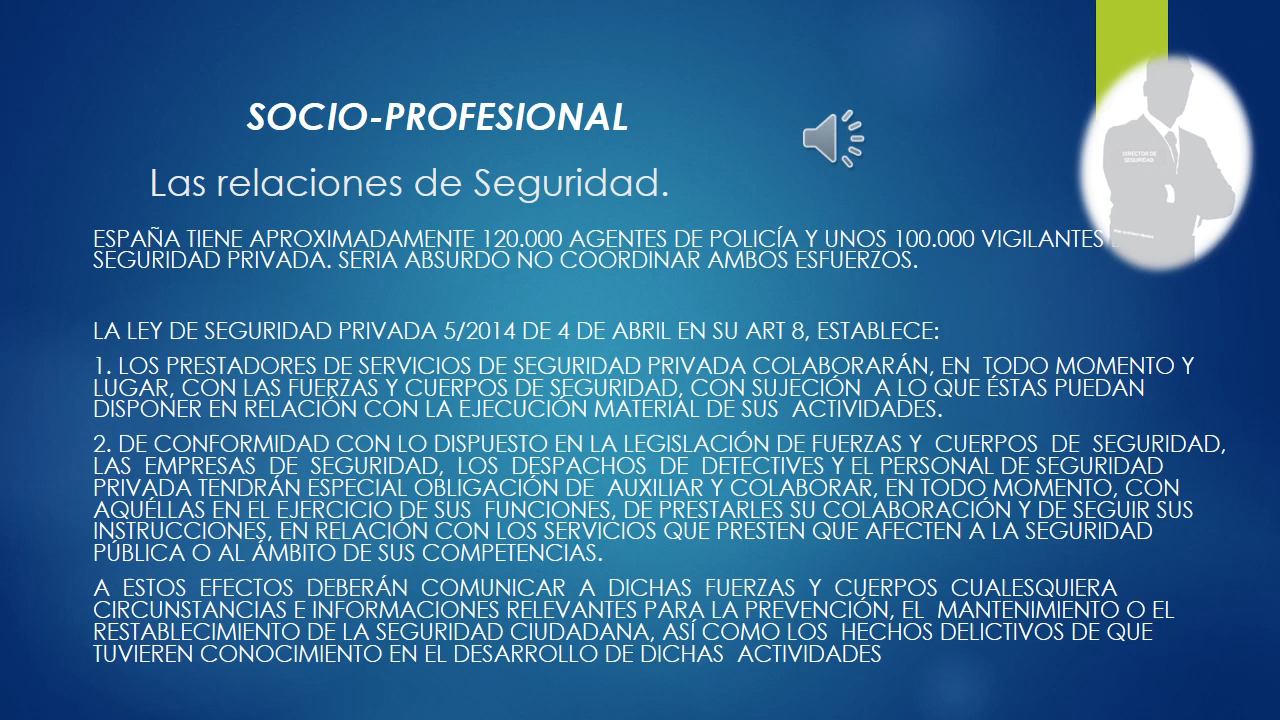 SOCIO-PROFESIONAL
Las relaciones de Seguridad.
DIRECTOR DE
SEGURIDAD
ESPAÑA TIENE APROXIMADAMENTE 120.000 AGENTES DE POLICÍA Y UNOS 100.000 VIGILANTES
SEGURIDAD PRIVADA. SERIA ABSURDO NO COORDINAR AMBOS ESFUERZOS.
LA LEY DE SEGURIDAD PRIVADA 5/2014 DE 4 DE ABRIL EN SU ART 8, ESTABLECE:
1. LOS PRESTADORES DE SERVICIOS DE SEGURIDAD PRIVADA COLABORARÁN, EN TODO MOMENTO Y
LUGAR, CON LAS FUERZAS Y CUERPOS DE SEGURIDAD, CON SUJECIÓN A LO QUE ÉSTAS PUEDAN
DISPONER EN RELACIÓN CON LA EJECUCIÓN MATERIAL DE SUS ACTIVIDADES.
2. DE CONFORMIDAD CON LO DISPUESTO EN LA LEGISLACIÓN DE FUERZAS Y CUERPOS DE SEGURIDAD,
LAS EMPRESAS DE SEGURIDAD, LOS DESPACHOS DE DETECTIVES Y EL PERSONAL DE SEGURIDAD
PRIVADA TENDRÁN ESPECIAL OBLIGACIÓN DE AUXILIAR Y COLABORAR, EN TODO MOMENTO, CON
AQUÉLLAS EN EL EJERCICIO DE SUS FUNCIONES, DE PRESTARLES SU COLABORACIÓN Y DE SEGUIR SUS
INSTRUCCIONES, EN RELACIÓN CON LOS SERVICIOS QUE PRESTEN QUE AFECTEN A LA SEGURIDAD
PÚBLICA O AL ÁMBITO DE SUS COMPETENCIAS.
A ESTOS EFECTOS DEBERÁN COMUNICAR A DICHAS FUERZAS Y CUERPOS CUALESQUIERA
CIRCUNSTANCIAS E INFORMACIONES RELEVANTES PARA LA PREVENCIÓN, EL MANTENIMIENTO O EL
RESTABLECIMIENTO DE LA SEGURIDAD CIUDADANA, ASÍ COMO LOS HECHOS DELICTIVOS DE QUE
TUVIEREN CONOCIMIENTO EN EL DESARROLLO DE DICHAS ACTIVIDADES